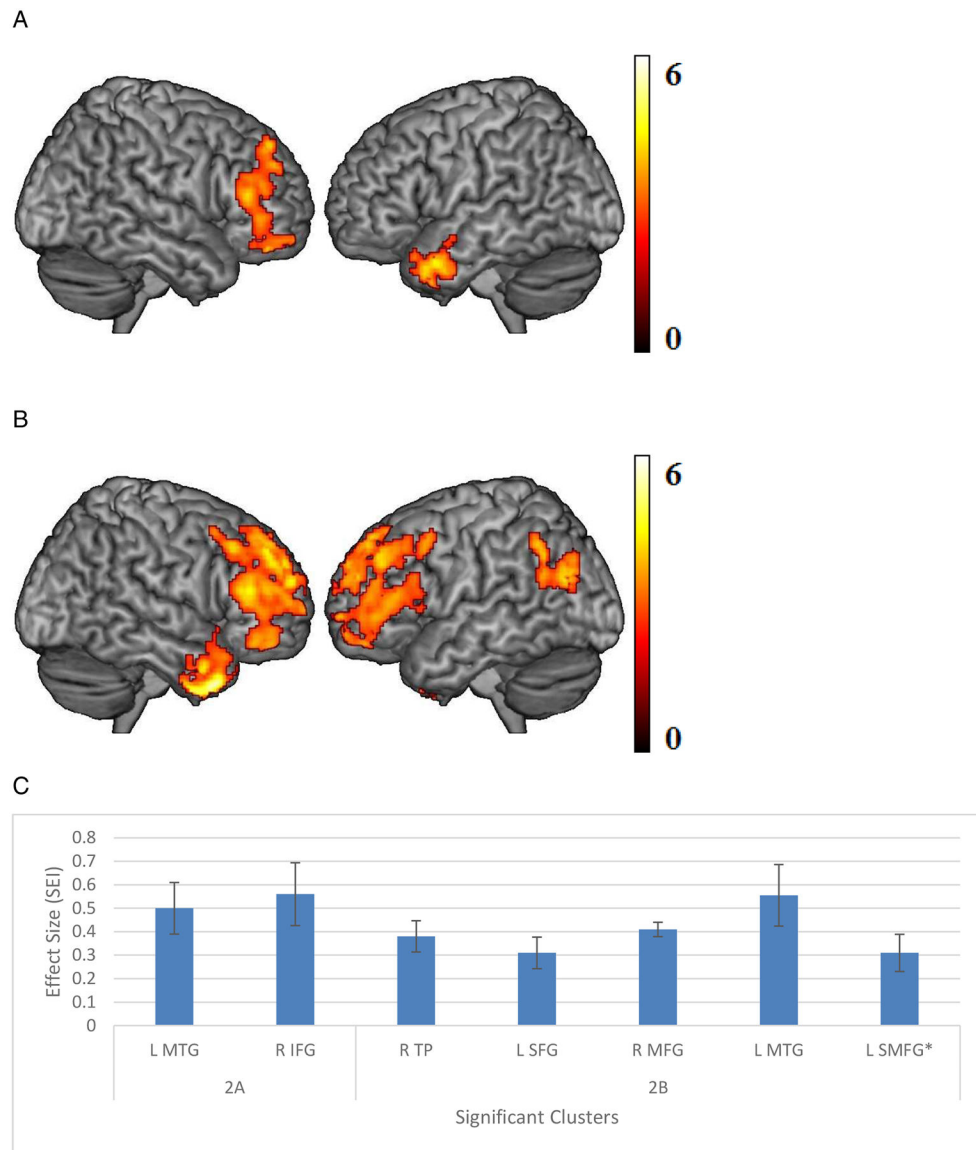 A
6
0
B
6
0
C
0.8
0.7
0.6
0.5
0.4
0.3
0.2
0.1
0
Effect Size (SEI)
L MTG R IFG R TP L SFG R MFG L MTG L SMFG*
2A 2B
Significant Clusters